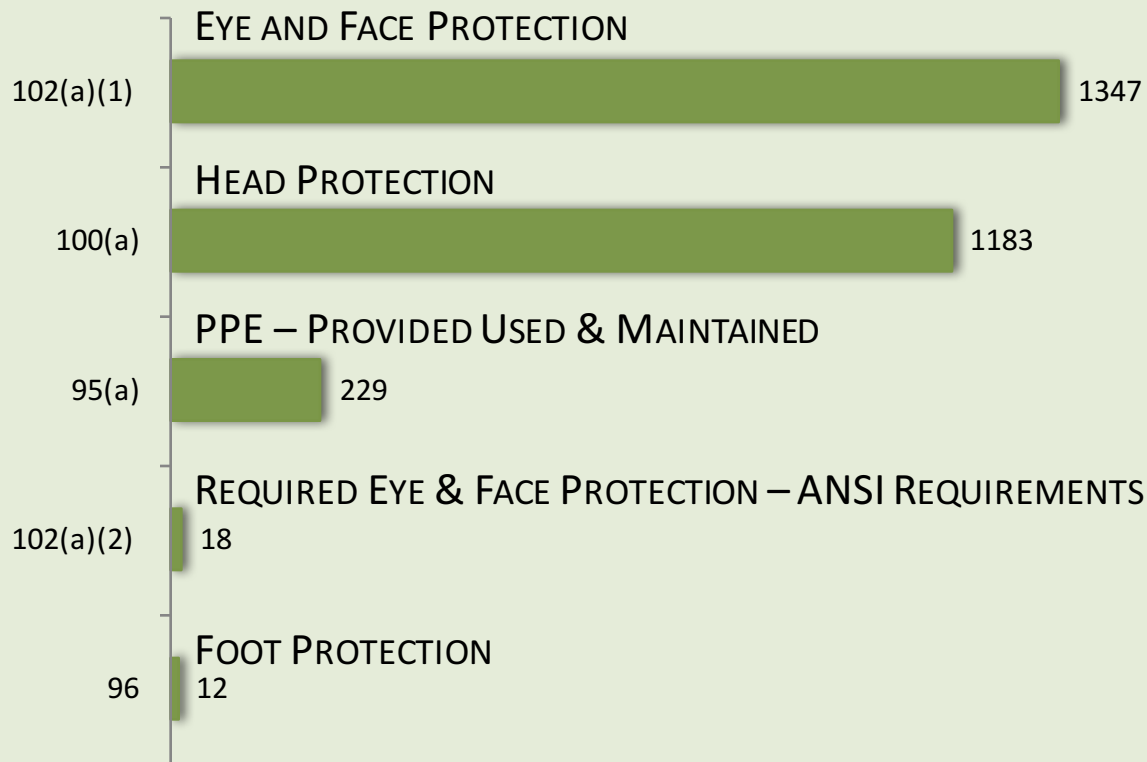 EYE AND FACE PROTECTION
102(a)(1) 1347
HEAD PROTECTION
100(a) 1183
PPE – PROVIDED USED & MAINTAINED
95(a) 229
REQUIRED EYE & FACE PROTECTION – ANSI REQUIREMENTS
102(a)(2) 18
FOOT PROTECTION
96 12